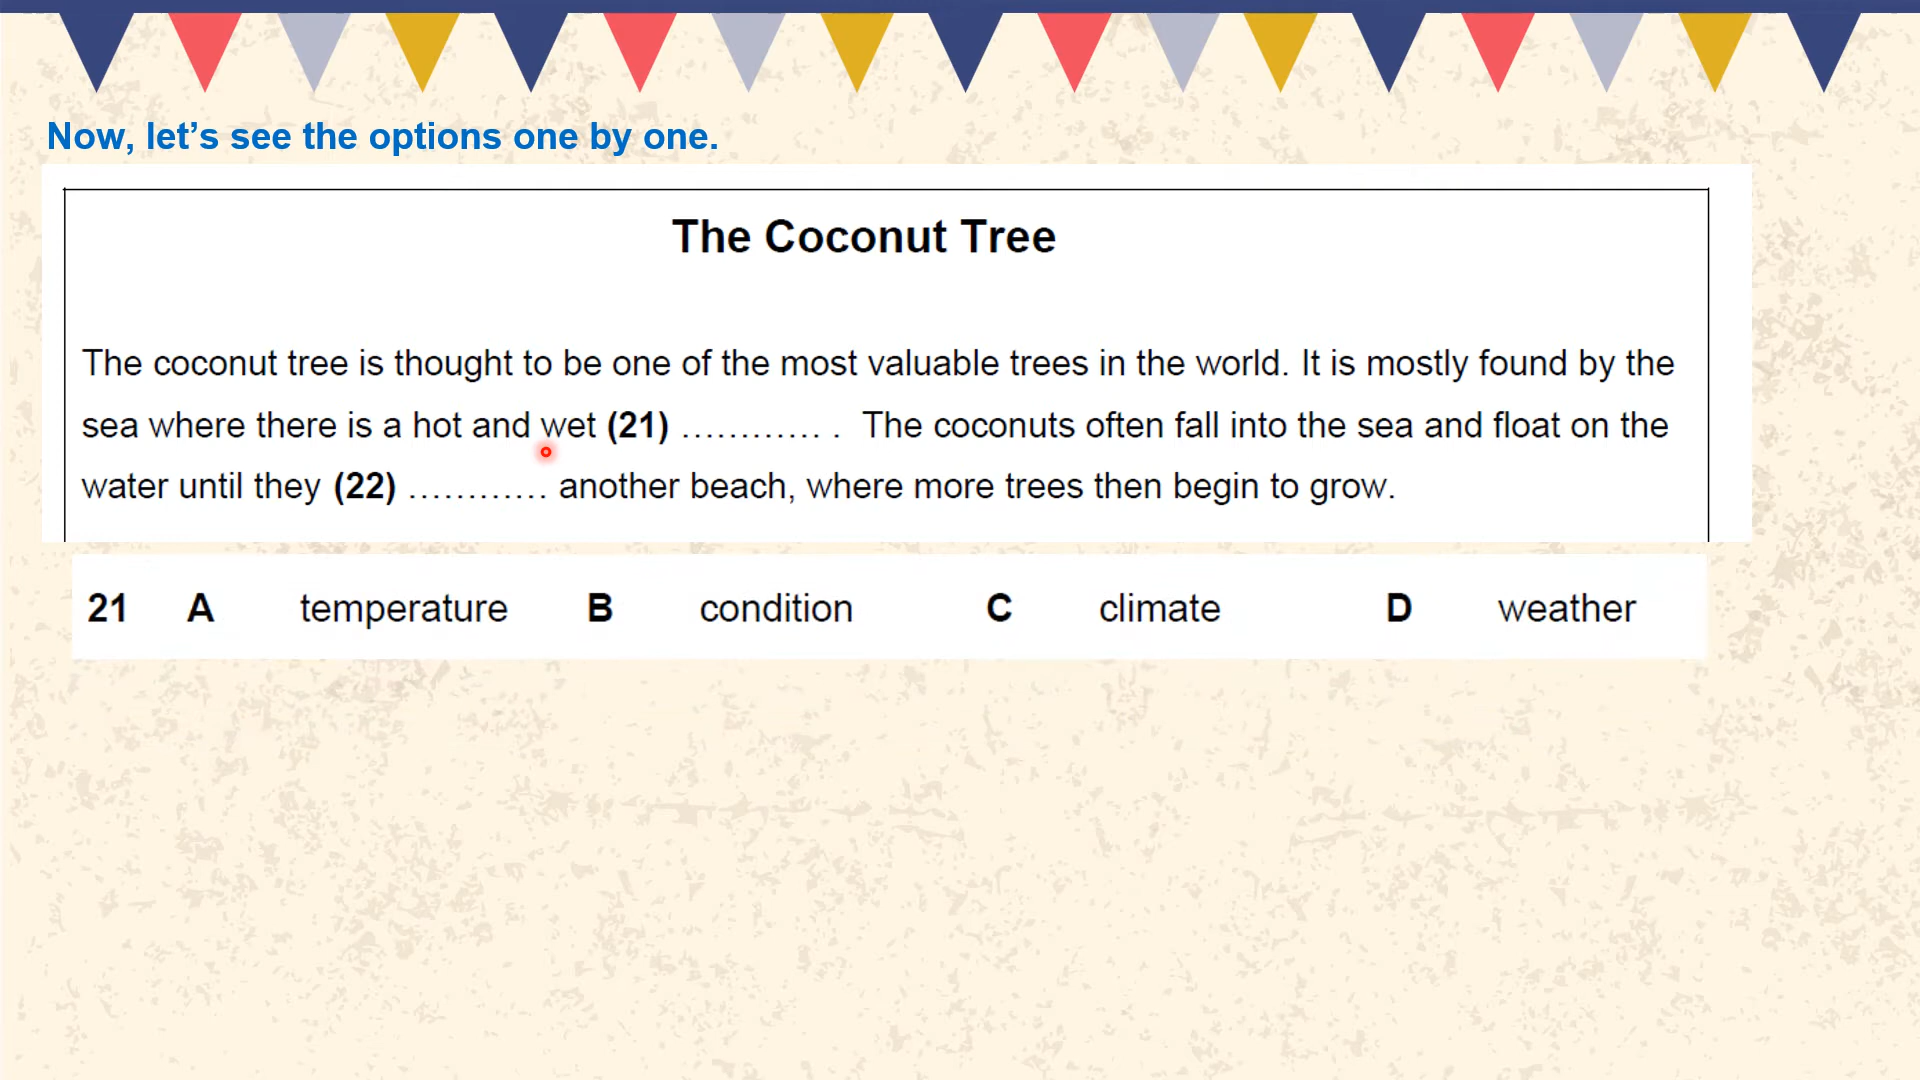 Now, let’s see the options one by one.
The Coconut Tree
The coconut tree is thought to be one of the most valuable trees in the world. It is mostly found by the
sea where there is a hot and wet (21) ………… . The coconuts often fall into the sea and float on the
water until they (22) ………… another beach, where more trees then begin to grow.
21 A temperature B condition C climate D weather